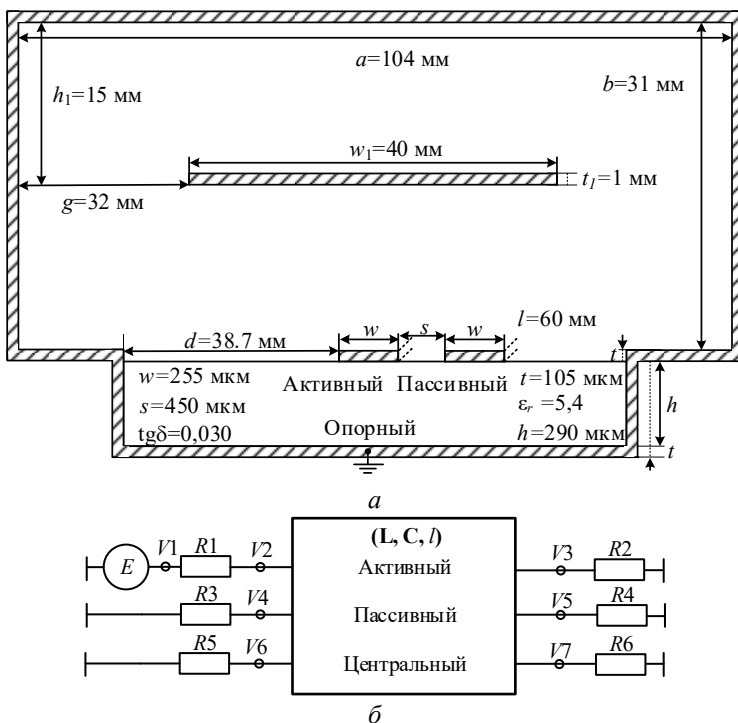 a=104 мм
h1=15 мм
b=31 мм
w1=40 мм
t1=1 мм
g=32 мм
l=60 мм
d=38.7 мм
w
s
w
t
w=255 мкм
Активный
Пассивный
t=105 мкм
s=450 мкм
εr =5,4
h
tgδ=0,030
Опорный
h=290 мкм
t
а
(L, C, l)
E
V1
R1
V2
Активный
V3
R2
R3
V4
Пассивный
V5
R4
R5
V6
Центральный
V7
R6
б